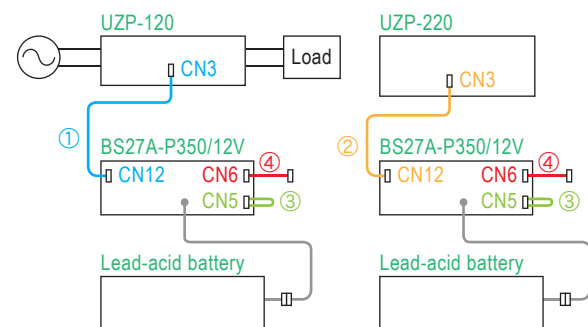 UZP-120
Load
CN3
①
BS27A-P350/12V
CN12
CN6
④
CN5
③
Lead-acid battery
UZP-220
CN3
②
BS27A-P350/12V
CN12
CN6
④
CN5
③
Lead-acid battery